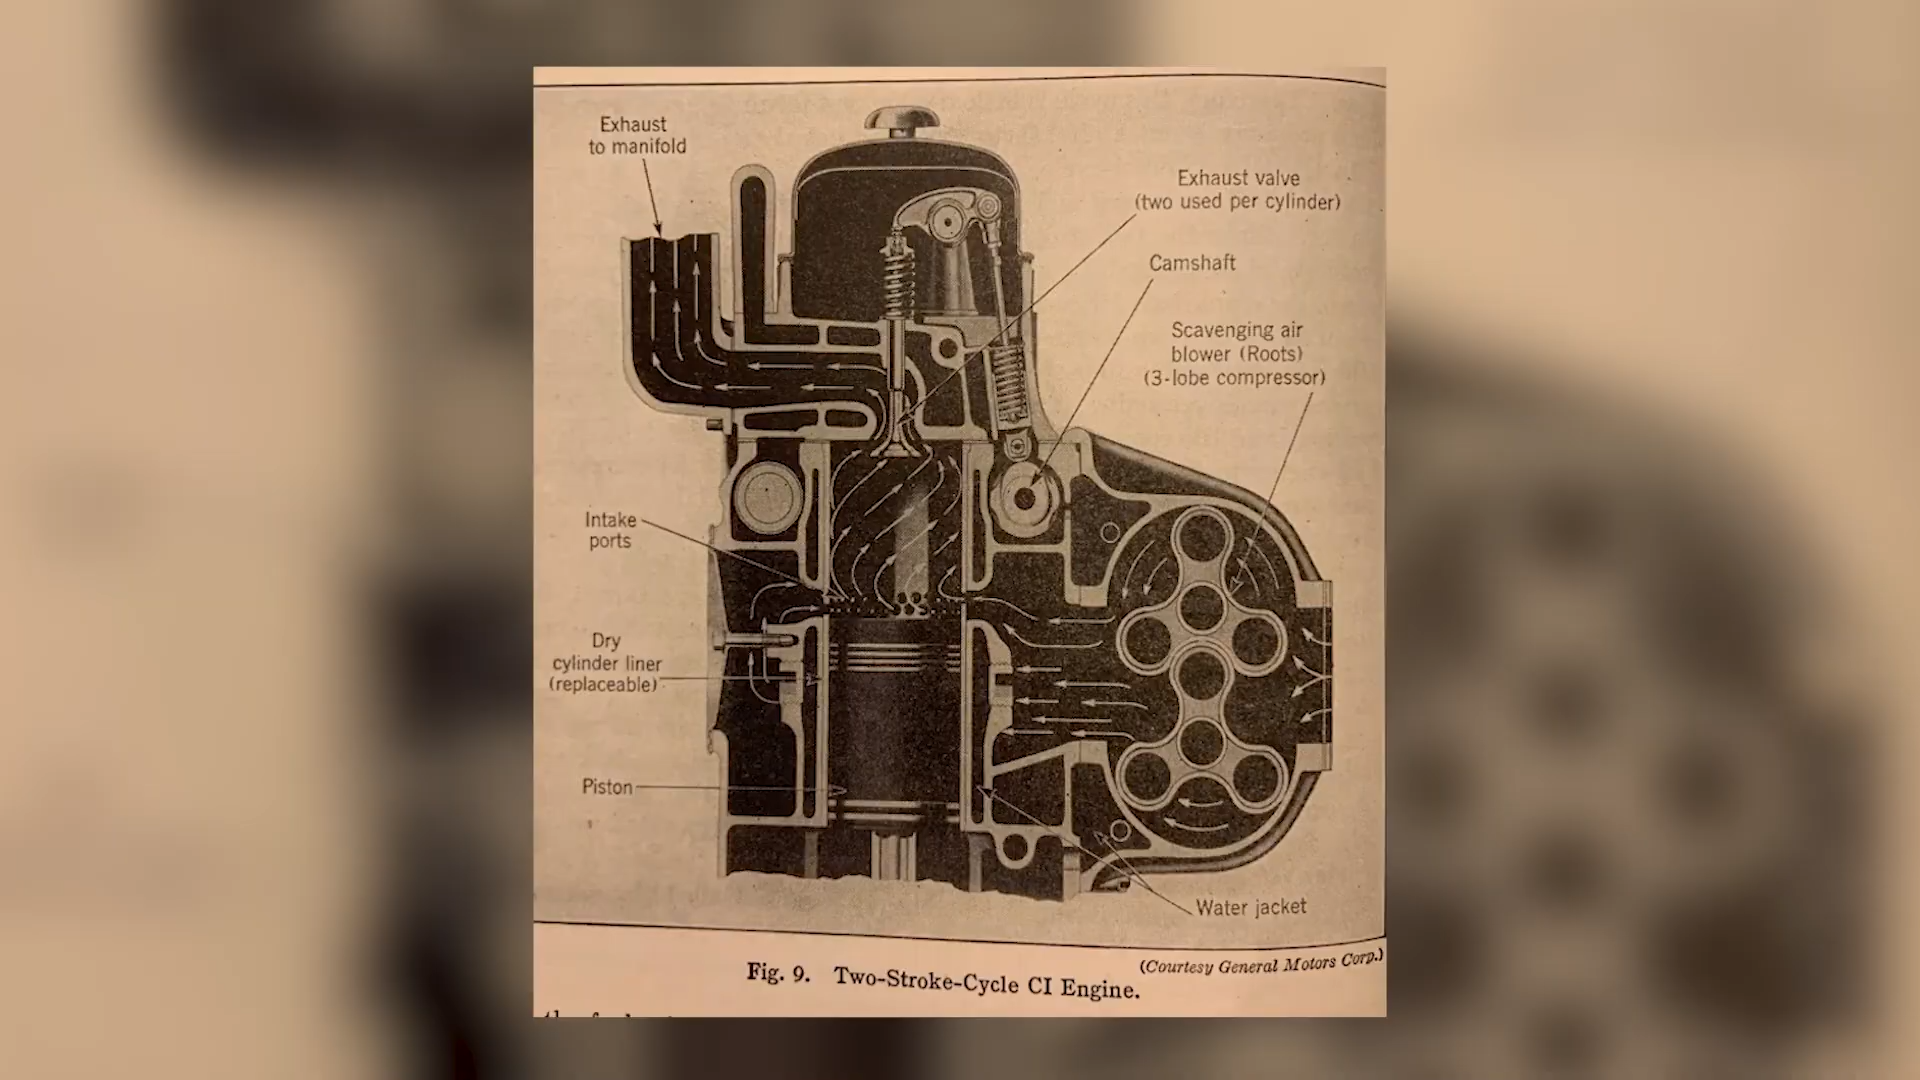 Exhaust
to manifold
Exhaust valve
(two used per cylinder)
Camshaft
Scavenging air
blower (Roots)
(3-lobe compressor)
Intake
ports
Dry
cylinder liner
(replaceable)
Piston
Water jacket
(Courtesy General Motors Corp.)
Fig. 9. Two-Stroke-Cycle CI Engine.